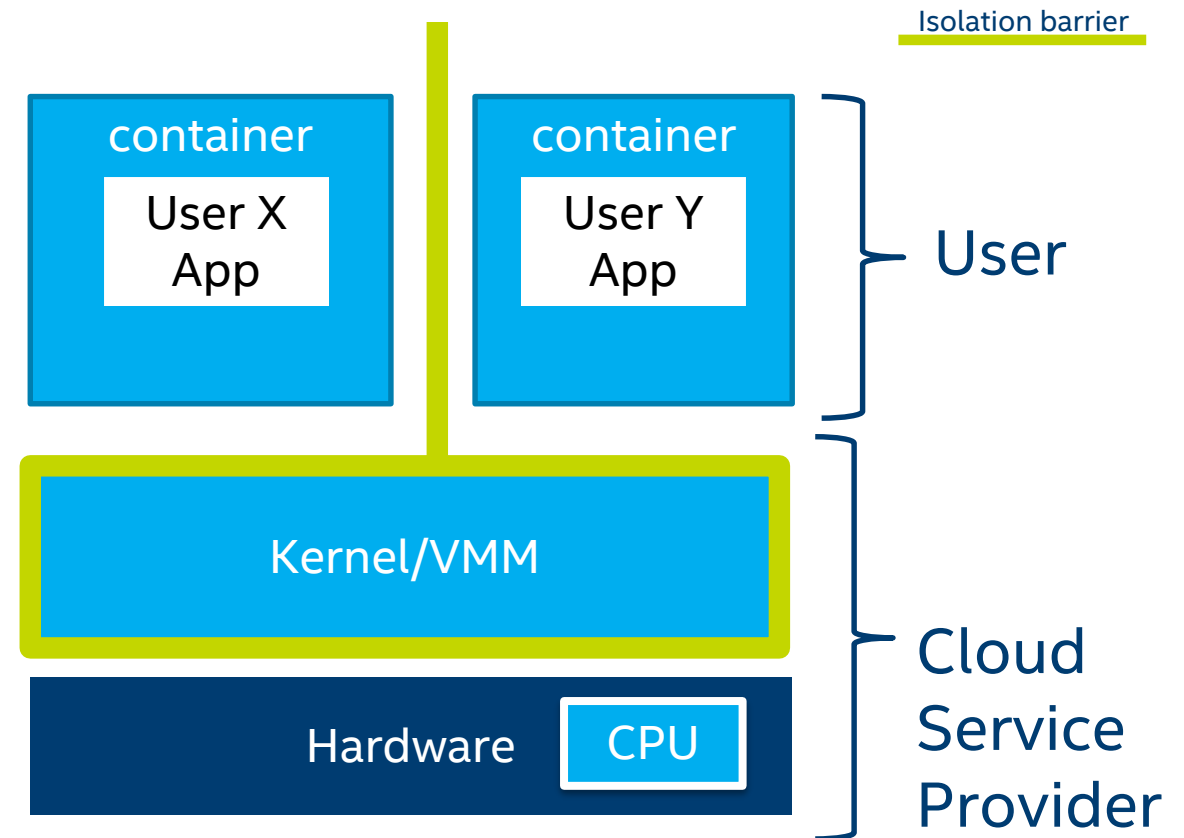 Isolation barrier
container
User X
App
container
User Y
App
User
Kernel/VMM
Hardware
CPU
Cloud
Service
Provider